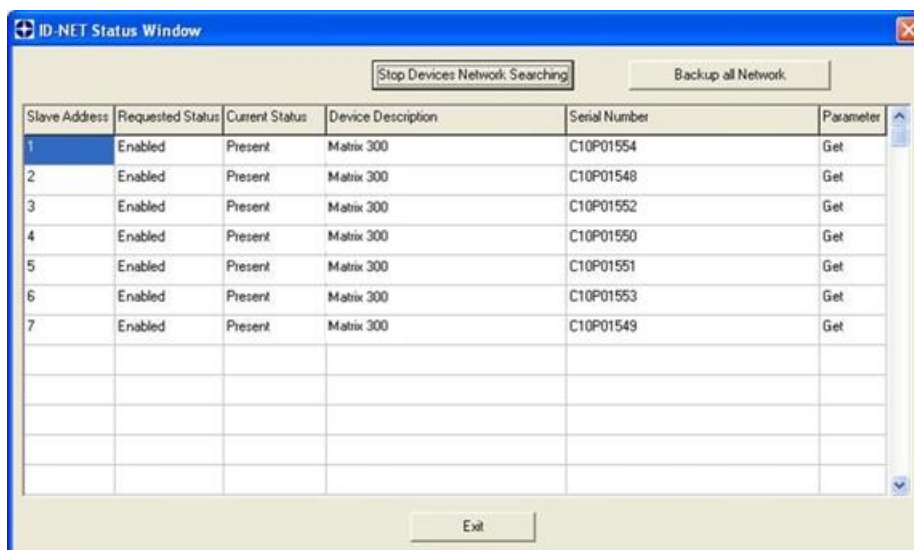 ID-NET Status Window
Stop Devices Network Searching Backup all Network
Slave Address Requested Status Current Status Device Description Serial Number Parameter
1 Enabled Present Matrix 300 C10P01554 Get
2 Enabled Present Matrix 300 C10P01548 Get
3 Enabled Present Matrix 300 C10P01552 Get
4 Enabled Present Matrix 300 C10P01550 Get
5 Enabled Present Matrix 300 C10P01551 Get
6 Enabled Present Matrix 300 C10P01553 Get
7 Enabled Present Matrix 300 C10P01549 Get
Exit